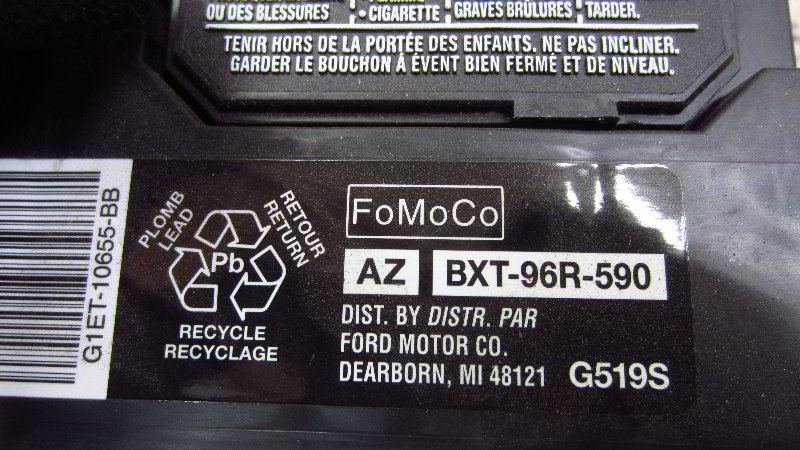 OU DES BLESSURES
• CIGARETTE
GRAVT BRÛLURES
TARDER.
TENIR HORS DE LA PORTÉE DES ENFANTS. NE PAS INCLINER.
GARDER LE BOUCHON À ÉVENT BIEN FERMÉ ET DE NIVEAU.
G1ET-10655-BB
PLOMB
LEAD
RETOUR
RETURN
Pb
RECYCLE
RECYCLAGE
FoMoCo
AZ BXT-96R-590
DIST. BY DISTR. PAR
FORD MOTOR CO.
DEARBORN, MI 48121 G519S